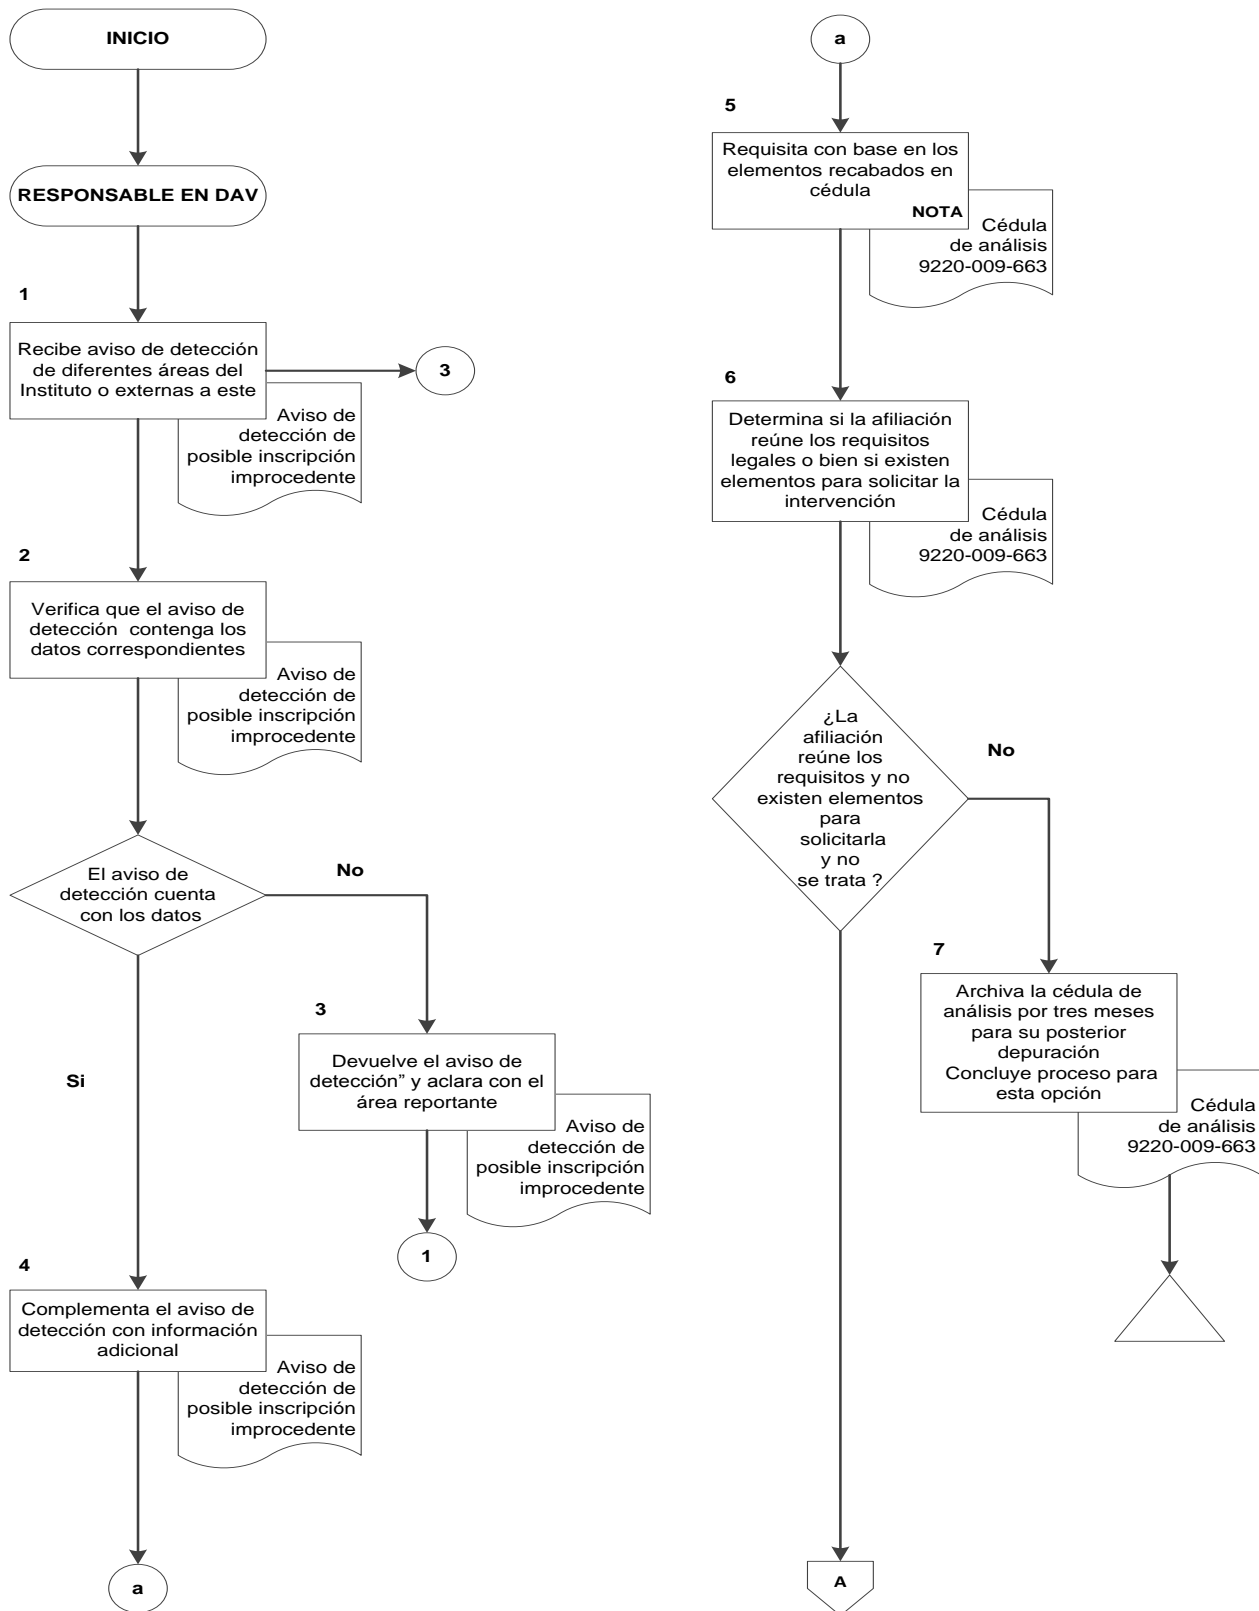 INICIO
RESPONSABLE EN DAV
1
Recibe aviso de detección
de diferentes áreas del
Instituto o externas a este
3
Aviso de
detección de
posible inscripción
improcedente
2
Verifica que el aviso de
detección contenga los
datos correspondientes
Aviso de
detección de
posible inscripción
improcedente
El aviso de
detección cuenta
con los datos
No
Si
3
Devuelve el aviso de
detección” y aclara con el
área reportante
Aviso de
detección de
posible inscripción
improcedente
1
4
Complementa el aviso de
detección con información
adicional
Aviso de
detección de
posible inscripción
improcedente
a
a
5
Requisita con base en los
elementos recabados en
cédula
NOTA
Cédula
de análisis
9220-009-663
6
Determina si la afiliación
reúne los requisitos
legales o bien si existen
elementos para solicitar la
intervención
Cédula
de análisis
9220-009-663
¿La
afiliación
reúne los
requisitos y no
existen elementos
para
solicitarla
y no
se trata ?
No
7
Archiva la cédula de
análisis por tres meses
para su posterior
depuración
Concluye proceso para
esta opción
Cédula
de análisis
9220-009-663
A